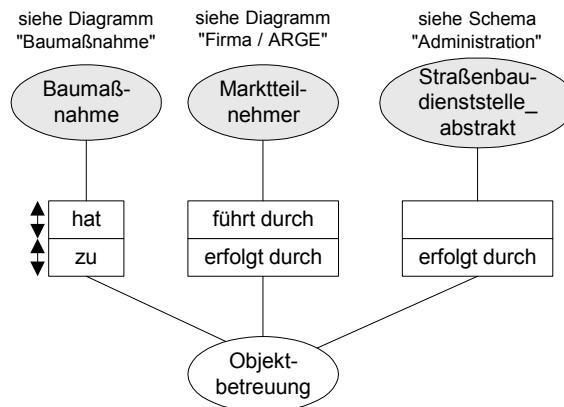 siehe Diagramm
"Baumaßnahme"
siehe Diagramm
"Firma / ARGE"
siehe Schema
"Administration"
Baumaß-
nahme
Marktteil-
nehmer
Straßenbau-
dienststelle_
abstrakt
hat
zu
führt durch
erfolgt durch
erfolgt durch
Objekt-
betreuung